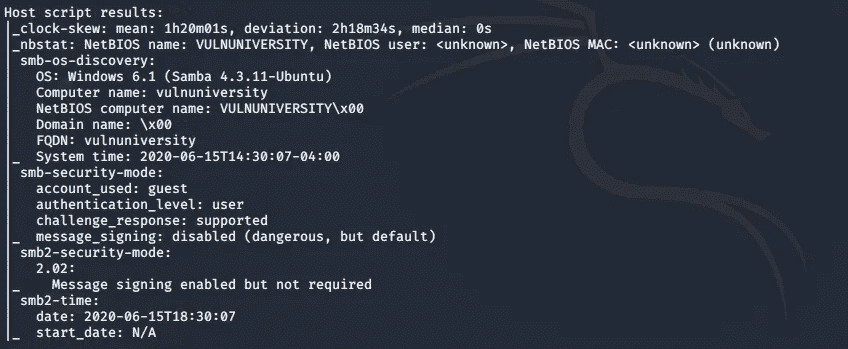 Host script results:
|_clock-skew: mean: 1h20m01s, deviation: 2h18m34s, median: 0s
|_nbstat: NetBIOS name: VULNUNIVERSITY, NetBIOS user: <unknown>, NetBIOS MAC: <unknown> (unknown)
| smb-os-discovery:
|   OS: Windows 6.1 (Samba 4.3.11-Ubuntu)
|   Computer name: vulnuniversity
|   NetBIOS computer name: VULNUNIVERSITY\x00
|   Domain name: \x00
|   FQDN: vulnuniversity
|_  System time: 2020-06-15T14:30:07-04:00
| smb-security-mode:
|   account_used: guest
|   authentication_level: user
|   challenge_response: supported
|_  message_signing: disabled (dangerous, but default)
| smb2-security-mode:
|   2.02:
|_    Message signing enabled but not required
| smb2-time:
|   date: 2020-06-15T18:30:07
|_  start_date: N/A